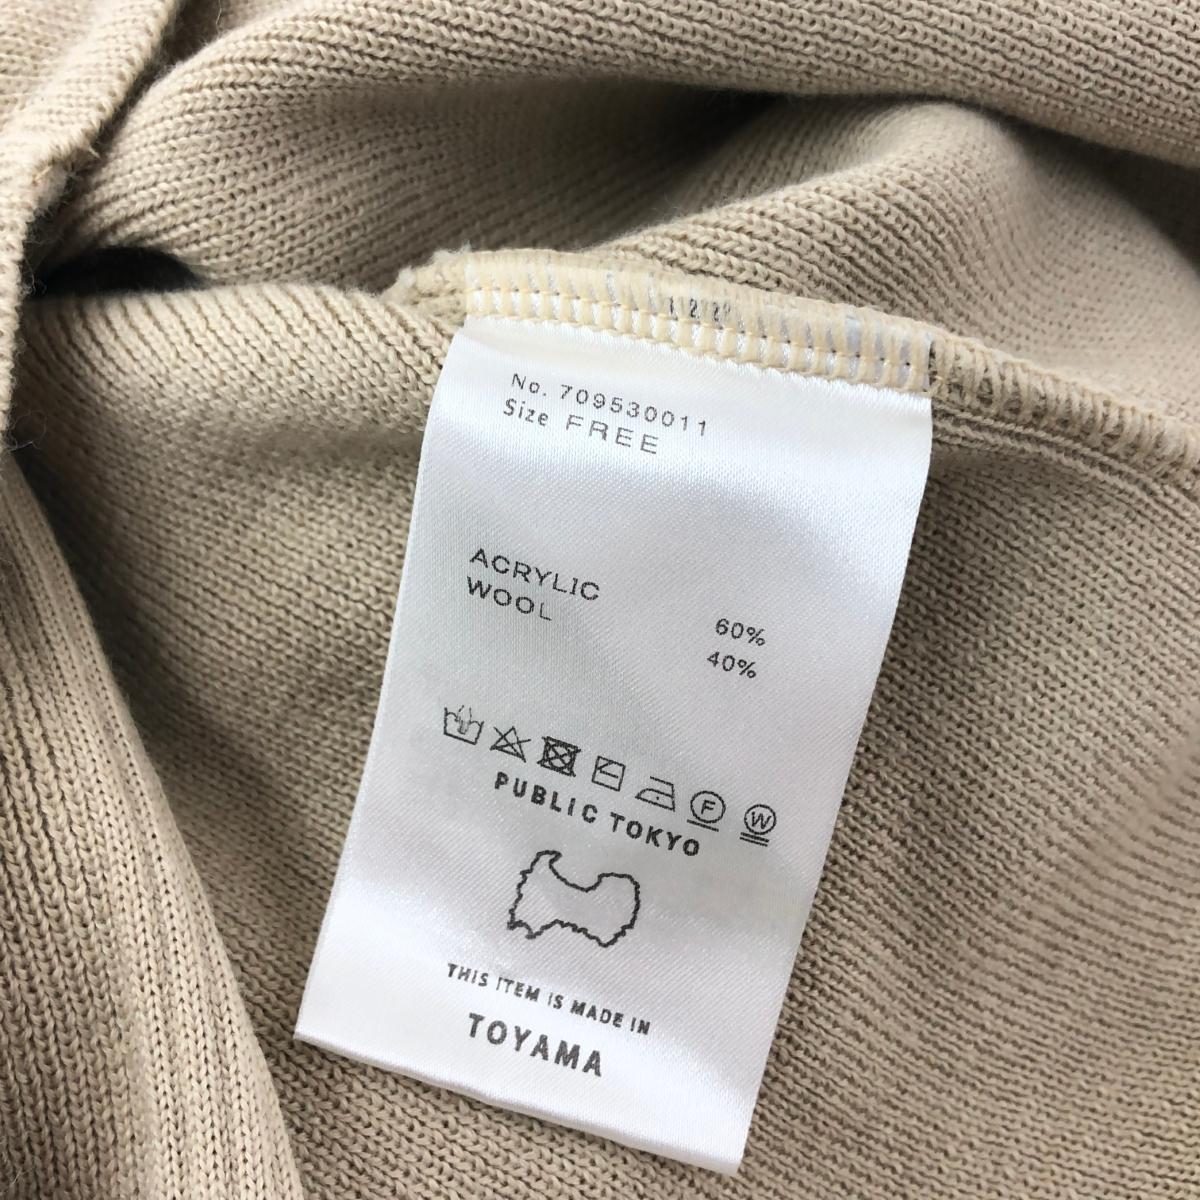 No. 709530011
Size FREE
ACRYLIC 60%
WOOL 40%
F W
PUBLIC TOKYO
THIS ITEM IS MADE IN
TOYAMA